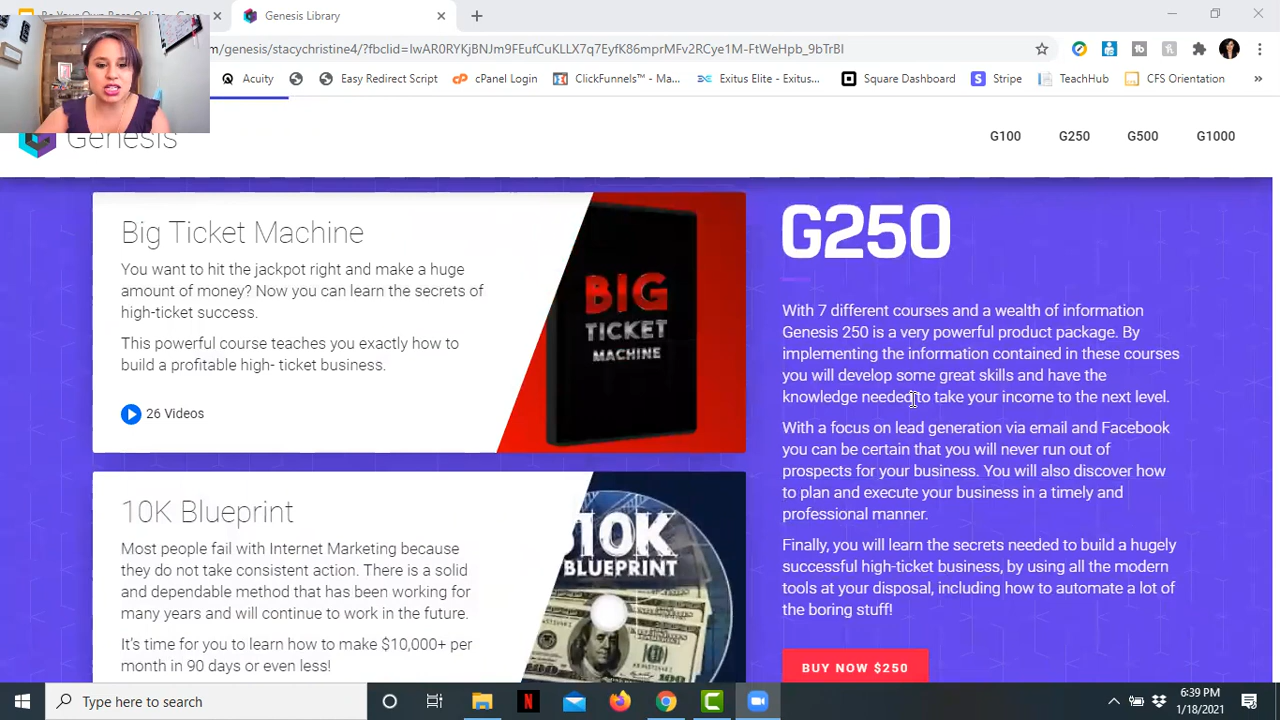 Genesis Library
/genesis/stacychristine4/?fbclid=IwAR0RYKjBNJm9FEufCuKLLX7q7EyfK86mprMFv2RCye1M-FtWeHpb_9bTrBI
Acuity
Easy Redirect Script
cPanel Login
ClickFunnels™ - Ma...
Exitus Elite – Exitus...
Square Dashboard
Stripe
TeachHub
CFS Orientation
Genesis
G100
G250
G500
G1000
Big Ticket Machine
You want to hit the jackpot right and make a huge
amount of money? Now you can learn the secrets of
high-ticket success.
This powerful course teaches you exactly how to
build a profitable high- ticket business.
26 Videos
BIG
TICKET
MACHINE
10K Blueprint
Most people fail with Internet Marketing because
they do not take consistent action. There is a solid
and dependable method that has been working for
many years and will continue to work in the future.
It's time for you to learn how to make $10,000+ per
month in 90 days or even less!
$10K
BLUEPRINT
G250
With 7 different courses and a wealth of information
Genesis 250 is a very powerful product package. By
implementing the information contained in these courses
you will develop some great skills and have the
knowledge needed to take your income to the next level.
With a focus on lead generation via email and Facebook
you can be certain that you will never run out of
prospects for your business. You will also discover how
to plan and execute your business in a timely and
professional manner.
Finally, you will learn the secrets needed to build a hugely
successful high-ticket business, by using all the modern
tools at your disposal, including how to automate a lot of
the boring stuff!
BUY NOW $250
Type here to search
6:39 PM
1/18/2021